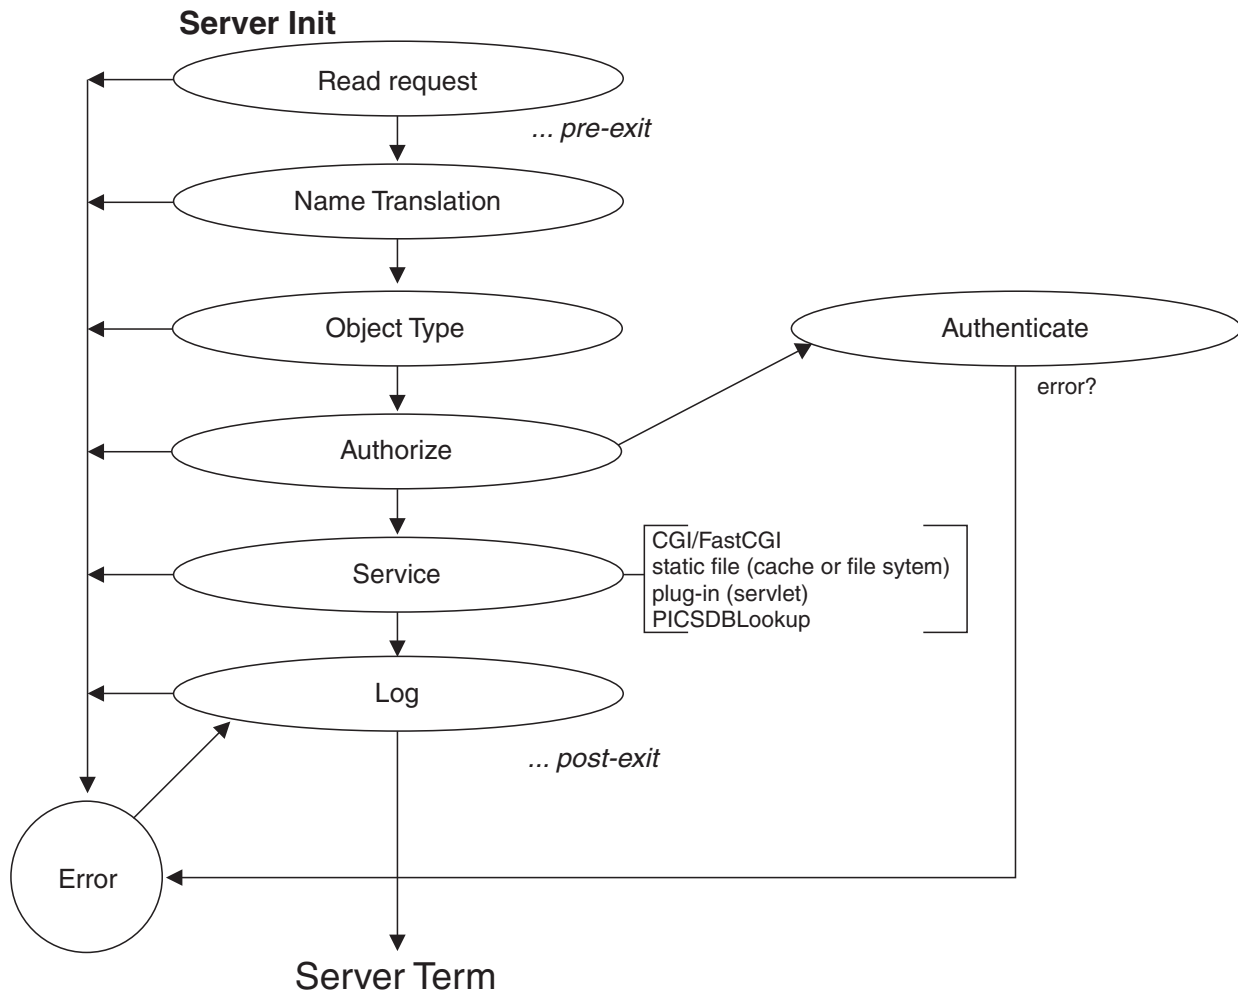 Server Init
Read request
... pre-exit
Name Translation
Object Type
Authenticate
error?
Authorize
CGI/FastCGI
static file (cache or file sytem)
plug-in (servlet)
PICSDBLookup
Service
Log
... post-exit
Error
Server Term